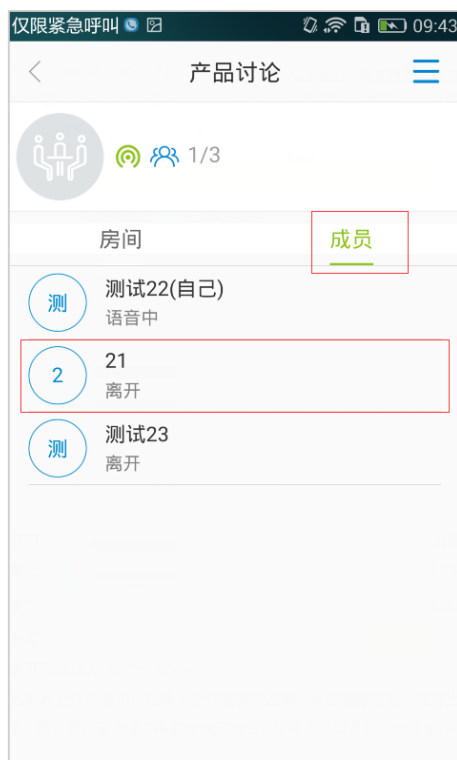 仅限紧急呼叫 09:43
产品讨论
1/3
房间 成员
测 测试22(自己)
语音中
2 21
离开
测 测试23
离开